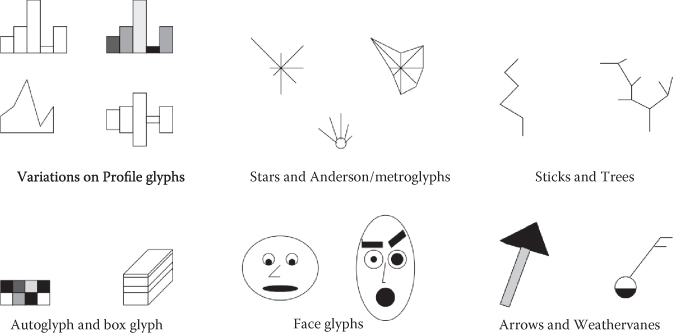 Variations on Profile glyphs
Stars and Anderson/metroglyphs
Sticks and Trees
Autoglyph and box glyph
Face glyphs
Arrows and Weathervanes